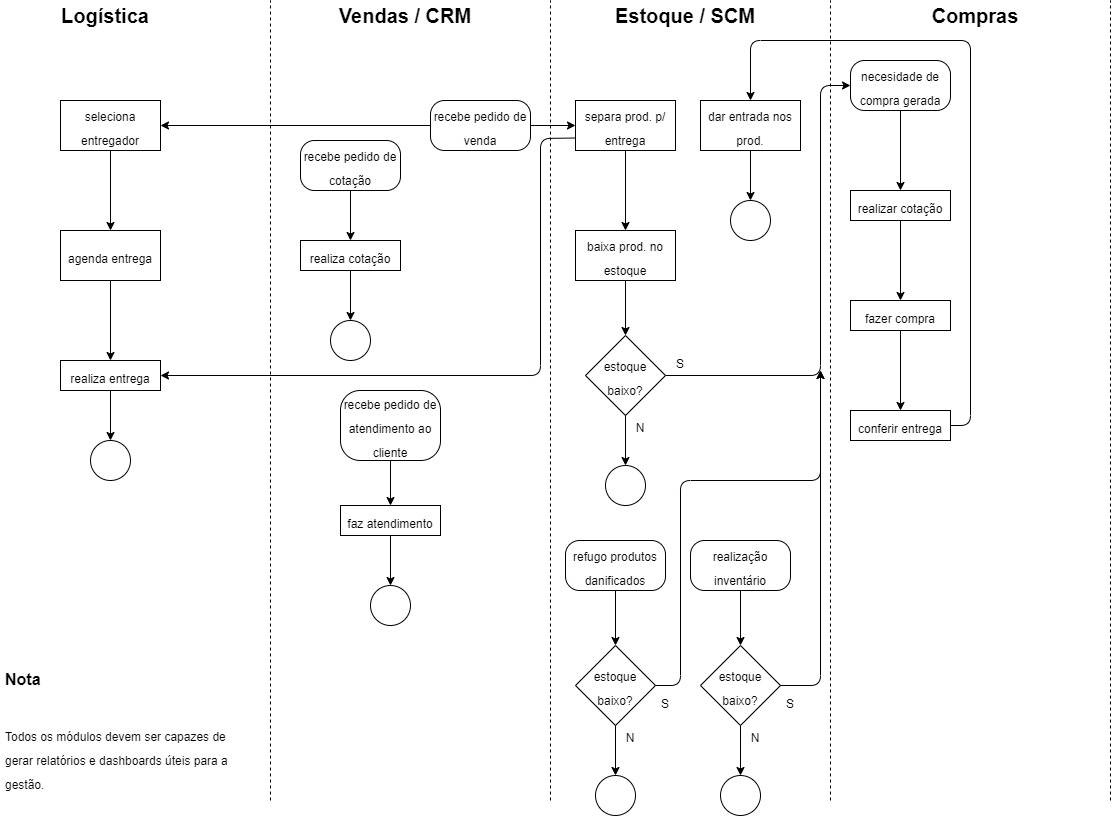 Logística
Vendas / CRM
Estoque / SCM
Compras
seleciona
entregador
agenda entrega
realiza entrega
recebe pedido de
venda
recebe pedido de
cotação
realiza cotação
recebe pedido de
atendimento ao
cliente
faz atendimento
separa prod. p/
entrega
baixa prod. no
estoque
estoque
baixo?
S
N
dar entrada nos
prod.
refugo produtos
danificados
estoque
baixo?
S
N
realização
inventário
estoque
baixo?
S
N
necessidade de
compra gerada
realizar cotação
fazer compra
conferir entrega
Nota
Todos os módulos devem ser capazes de
gerar relatórios e dashboards úteis para a
gestão.